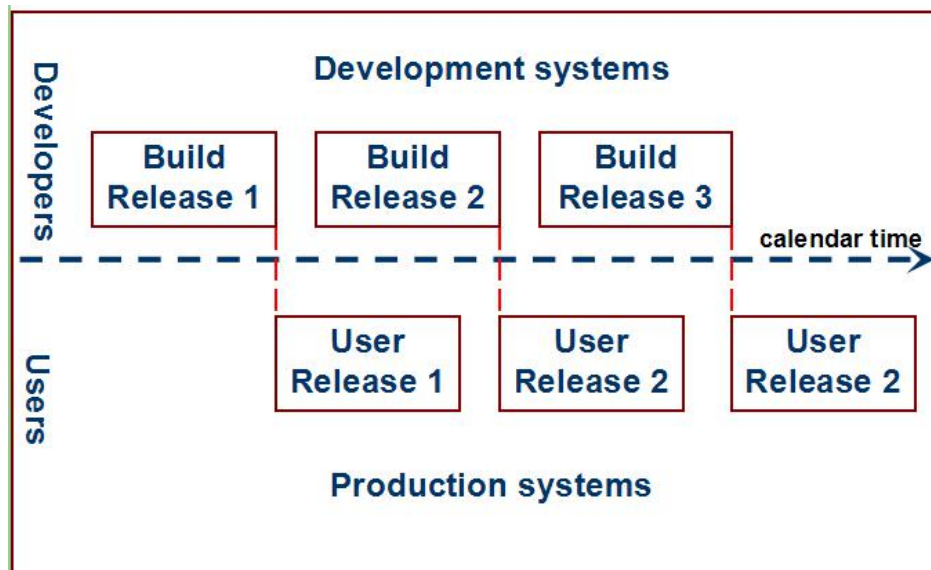 Developers
Development systems
Build
Release 1
Build
Release 2
Build
Release 3
calendar time
Users
User
Release 1
User
Release 2
User
Release 2
Production systems